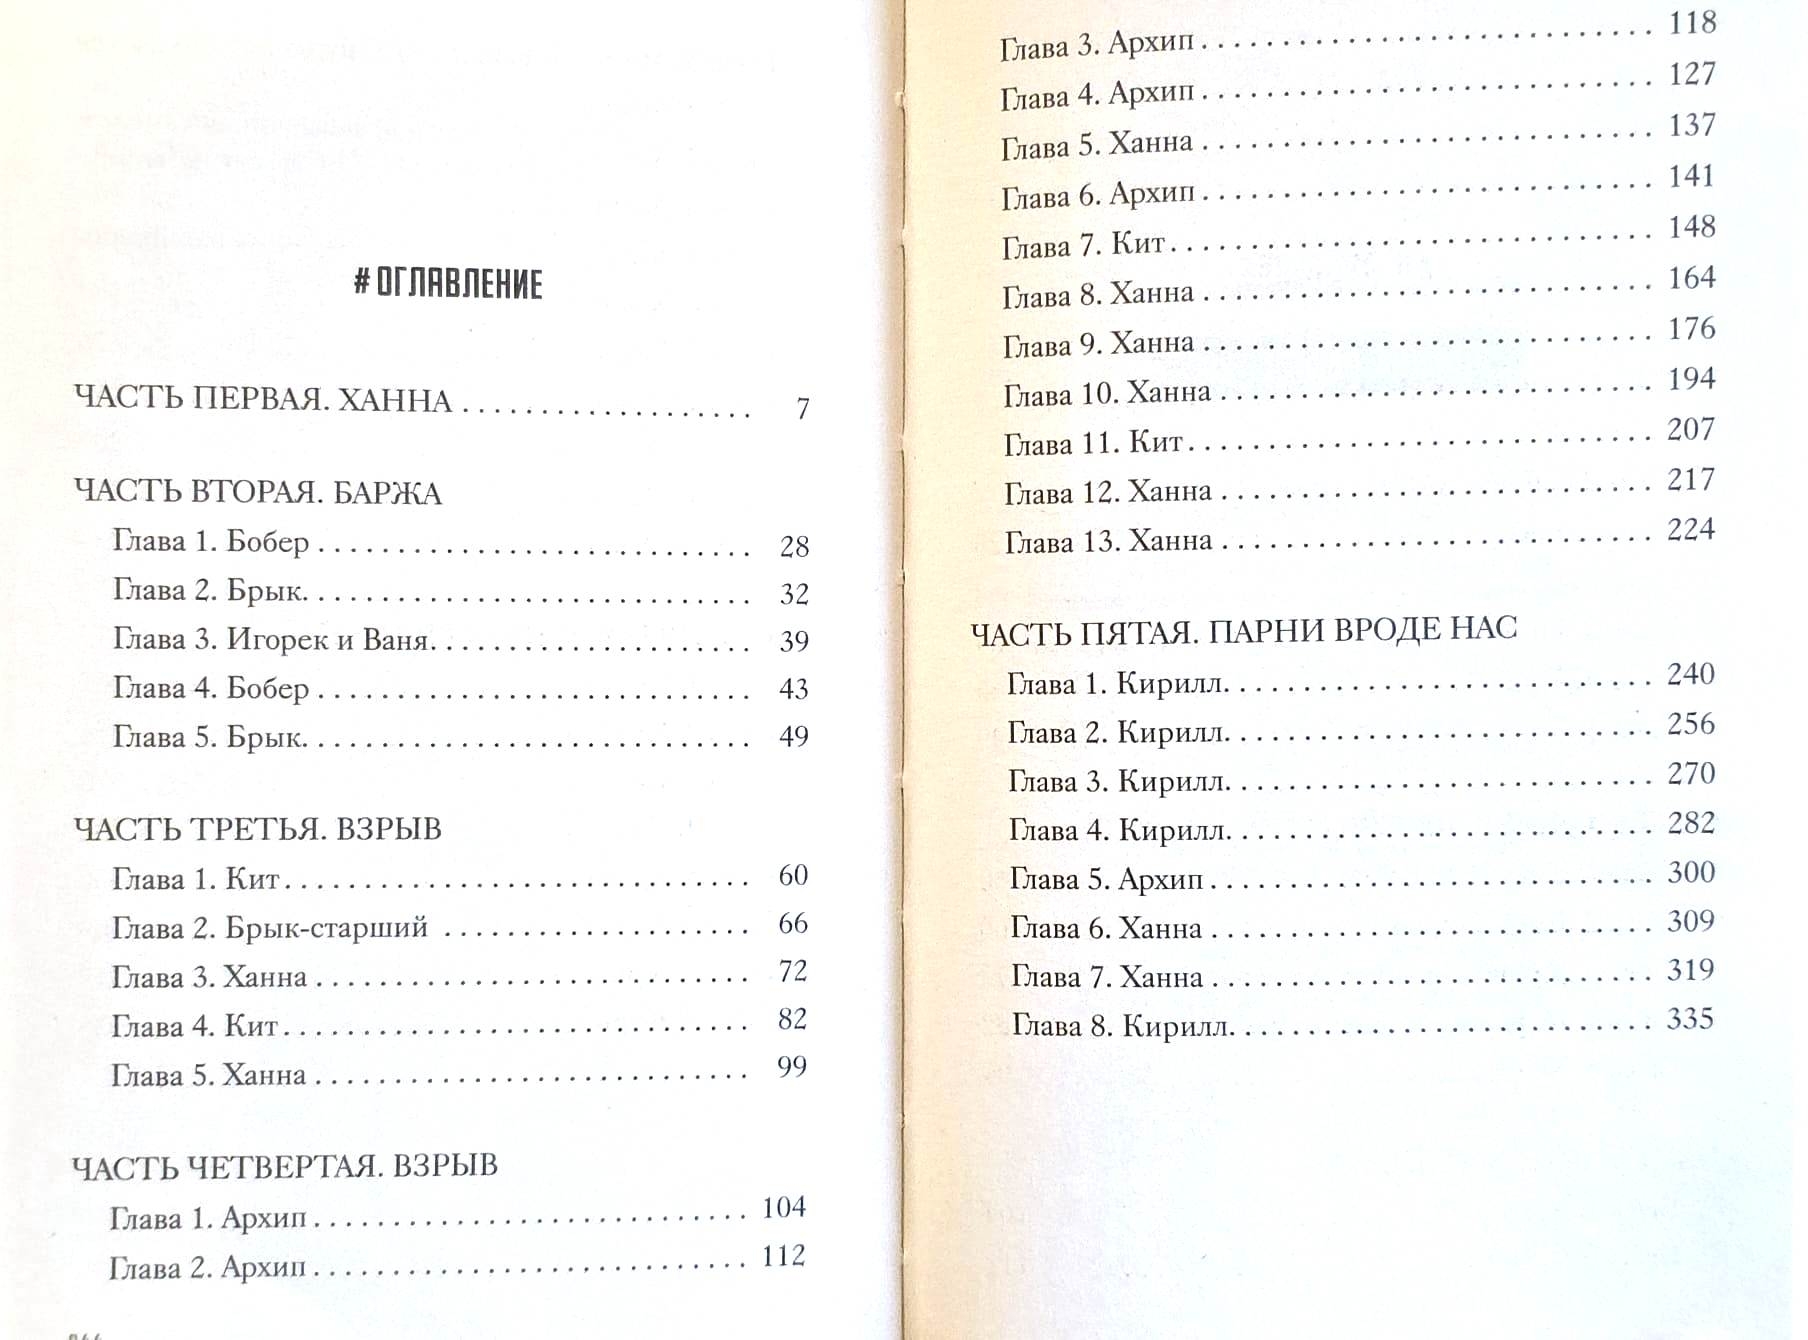 # ОГЛАВЛЕНИЕ
ЧАСТЬ ПЕРВАЯ. ХАННА . . . . . . . . . . . . . . . . . . . 7
ЧАСТЬ ВТОРАЯ. БАРЖА
Глава 1. Бобер . . . . . . . . . . . . . . . . . . . . . . . . . . . 28
Глава 2. Брык. . . . . . . . . . . . . . . . . . . . . . . . . . . . 32
Глава 3. Игорек и Ваня. . . . . . . . . . . . . . . . . . . . 39
Глава 4. Бобер . . . . . . . . . . . . . . . . . . . . . . . . . . . 43
Глава 5. Брык. . . . . . . . . . . . . . . . . . . . . . . . . . . . 49
ЧАСТЬ ТРЕТЬЯ. ВЗРЫВ
Глава 1. Кит . . . . . . . . . . . . . . . . . . . . . . . . . . . . . 60
Глава 2. Брык-старший . . . . . . . . . . . . . . . . . . . 66
Глава 3. Ханна . . . . . . . . . . . . . . . . . . . . . . . . . . . 72
Глава 4. Кит . . . . . . . . . . . . . . . . . . . . . . . . . . . . . 82
Глава 5. Ханна . . . . . . . . . . . . . . . . . . . . . . . . . . . 99
ЧАСТЬ ЧЕТВЕРТАЯ. ВЗРЫВ
Глава 1. Архип . . . . . . . . . . . . . . . . . . . . . . . . . . . 104
Глава 2. Архип . . . . . . . . . . . . . . . . . . . . . . . . . . . 112
Глава 3. Архип . . . . . . . . . . . . . . . . . . . . . . . . . . . 118
Глава 4. Архип . . . . . . . . . . . . . . . . . . . . . . . . . . . 127
Глава 5. Ханна . . . . . . . . . . . . . . . . . . . . . . . . . . . 137
Глава 6. Архип . . . . . . . . . . . . . . . . . . . . . . . . . . . 141
Глава 7. Кит . . . . . . . . . . . . . . . . . . . . . . . . . . . . . 148
Глава 8. Ханна . . . . . . . . . . . . . . . . . . . . . . . . . . . 164
Глава 9. Ханна . . . . . . . . . . . . . . . . . . . . . . . . . . . 176
Глава 10. Ханна . . . . . . . . . . . . . . . . . . . . . . . . . . 194
Глава 11. Кит . . . . . . . . . . . . . . . . . . . . . . . . . . . . 207
Глава 12. Ханна . . . . . . . . . . . . . . . . . . . . . . . . . . 217
Глава 13. Ханна . . . . . . . . . . . . . . . . . . . . . . . . . . 224
ЧАСТЬ ПЯТАЯ. ПАРНИ ВРОДЕ НАС
Глава 1. Кирилл. . . . . . . . . . . . . . . . . . . . . . . . . . 240
Глава 2. Кирилл. . . . . . . . . . . . . . . . . . . . . . . . . . 256
Глава 3. Кирилл. . . . . . . . . . . . . . . . . . . . . . . . . . 270
Глава 4. Кирилл. . . . . . . . . . . . . . . . . . . . . . . . . . 282
Глава 5. Архип . . . . . . . . . . . . . . . . . . . . . . . . . . . 300
Глава 6. Ханна . . . . . . . . . . . . . . . . . . . . . . . . . . . 309
Глава 7. Ханна . . . . . . . . . . . . . . . . . . . . . . . . . . . 319
Глава 8. Кирилл. . . . . . . . . . . . . . . . . . . . . . . . . . 335